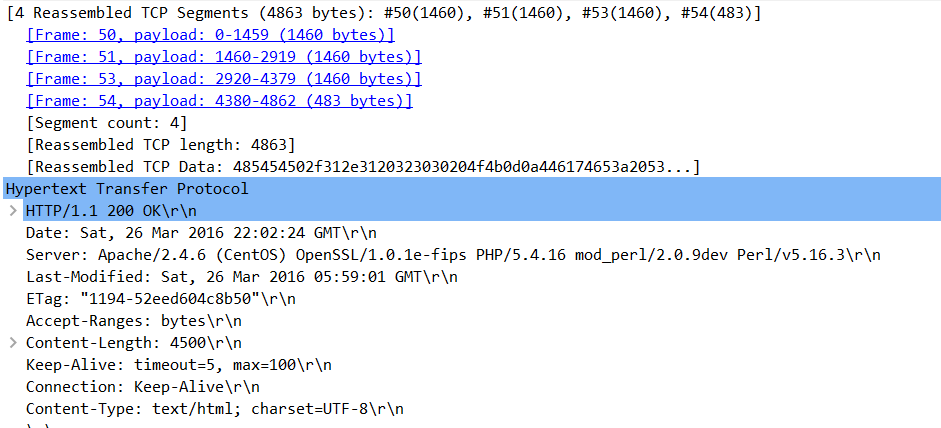 [4 Reassembled TCP Segments (4863 bytes): #50(1460), #51(1460), #53(1460), #54(483)]
[Frame: 50, payload: 0-1459 (1460 bytes)]
[Frame: 51, payload: 1460-2919 (1460 bytes)]
[Frame: 53, payload: 2920-4379 (1460 bytes)]
[Frame: 54, payload: 4380-4862 (483 bytes)]
[Segment count: 4]
[Reassembled TCP length: 4863]
[Reassembled TCP Data: 485454502f312e3120323030204f4b0d0a446174653a2053...]
Hypertext Transfer Protocol
HTTP/1.1 200 OK\r\n
Date: Sat, 26 Mar 2016 22:02:24 GMT\r\n
Server: Apache/2.4.6 (CentOS) OpenSSL/1.0.1e-fips PHP/5.4.16 mod_perl/2.0.9dev Perl/v5.16.3\r\n
Last-Modified: Sat, 26 Mar 2016 05:59:01 GMT\r\n
ETag: "1194-52eed604c8b50"\r\n
Accept-Ranges: bytes\r\n
Content-Length: 4500\r\n
Keep-Alive: timeout=5, max=100\r\n
Connection: Keep-Alive\r\n
Content-Type: text/html; charset=UTF-8\r\n